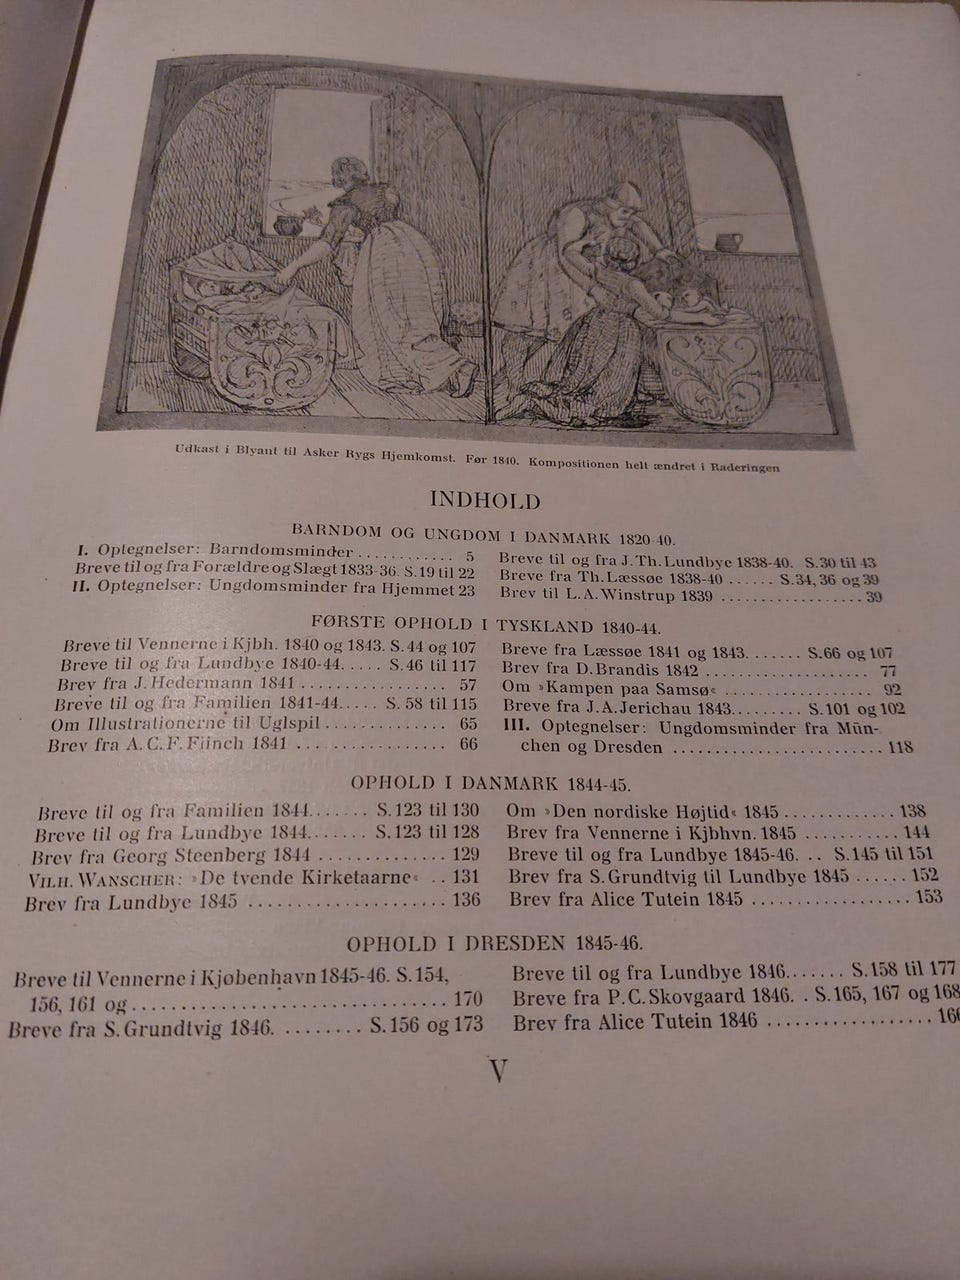 Udkast i Blyant til Asker Rygs Hjemkomst. Før 1840. Kompositionen helt ændret i Raderingen
INDHOLD
BARNDOM OG UNGDOM I DANMARK 1820-40.
I. Optegnelser: Barndomsminder ............ 5
Breve til og fra Forældre og Slægt 1833-36. S. 19 til 22
II. Optegnelser: Ungdomsminder fra Hjemmet 23
Breve til og fra J. Th. Lundbye 1838-40. S. 30 til 43
Breve fra Th. Læssøe 1838-40 ...... S. 34, 36 og 39
Brev til L. A. Winstrup 1839 .................. 39
FØRSTE OPHOLD I TYSKLAND 1840-44.
Breve til Vennerne i Kjbh. 1840 og 1843. S. 44 og 107
Breve til og fra Lundbye 1840-44. .... S. 46 til 117
Brev fra J. Hedermann 1841 ................ 57
Breve til og fra Familien 1841-44..... S. 58 til 115
Om Illustrationerne til Uglspil ............... 65
Brev fra A. C. F. Fiinch 1841 ............... 66
Breve fra Læssøe 1841 og 1843....... S. 66 og 107
Brev fra D. Brandis 1842 ................... 77
Om »Kampen paa Samsø« ................ 92
Breve fra J. A. Jerichau 1843........ S. 101 og 102
III. Optegnelser: Ungdomsminder fra Mün-
chen og Dresden ......................... 118
OPHOLD I DANMARK 1844-45.
Breve til og fra Familien 1844....... S. 123 til 130
Breve til og fra Lundbye 1844....... S. 123 til 128
Brev fra Georg Steenberg 1844 ............. 129
VILH. WANSCHER: »De tvende Kirketaarne« .. 131
Brev fra Lundbye 1845 .................... 136
Om »Den nordiske Højtid« 1845 ............. 138
Brev fra Vennerne i Kjbhvn. 1845 .......... 144
Breve til og fra Lundbye 1845-46. .. S. 145 til 151
Brev fra S. Grundtvig til Lundbye 1845 ...... 152
Brev fra Alice Tutein 1845 .................. 153
OPHOLD I DRESDEN 1845-46.
Breve til Vennerne i Kjøbenhavn 1845-46. S. 154,
156, 161 og ............................... 170
Breve fra S. Grundtvig 1846. ........ S. 156 og 173
Breve til og fra Lundbye 1846....... S. 158 til 177
Breve fra P. C. Skovgaard 1846. . S. 165, 167 og 168
Brev fra Alice Tutein 1846 .................
V